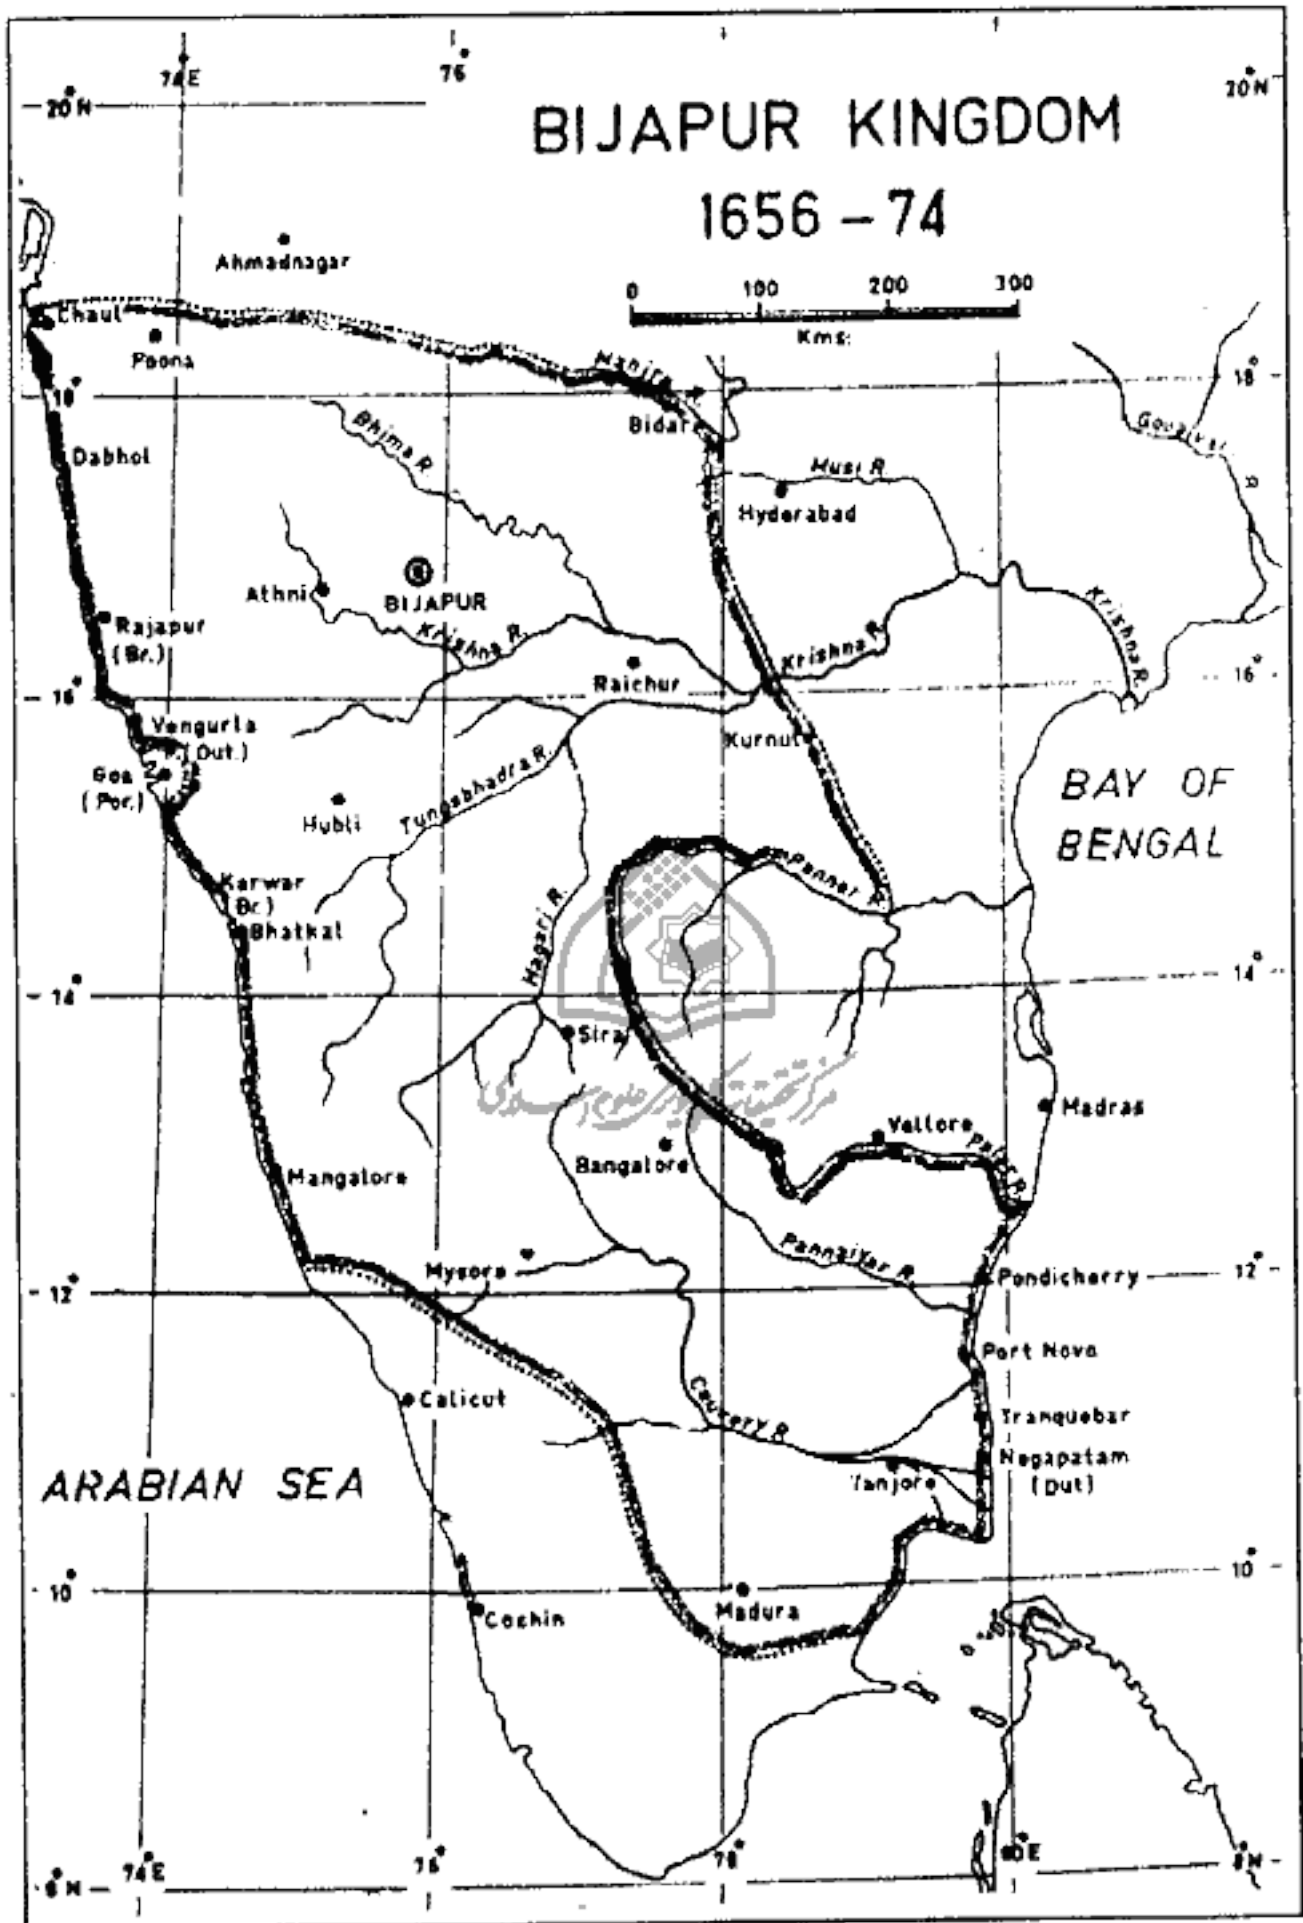 74E
76°
20°N
20°N
BIJAPUR KINGDOM
1656 – 74
Ahmadnagar
0 100 200 300
Kms:
Chaul
Poona
Manjra R.
18°
18°
Bidar
Bhima R.
Dabhol
Musi R.
Hyderabad
Athni
BIJAPUR
Krishna R.
Rajapur
(Br.)
Krishna R.
Krishna R.
Raichur
16°
16°
Vengurla
(Dut.)
Kurnul
Goa
(Por.)
Tungabhadra R.
Hubli
BAY OF
BENGAL
Karwar
(Br.)
Pennar R.
Bhatkal
Hagari R.
14°
14°
Sira
Madras
Vellore
Palar R.
Bangalore
Mangalore
Pannaiyar R.
Mysore
Pondicherry
12°
12°
Port Novo
Calicut
Cauvery R.
Tranquebar
ARABIAN SEA
Negapatam
(Dut)
Tanjore
10°
10°
Madura
Cochin
74°E
76°
78°
80°E
8°N
8°N